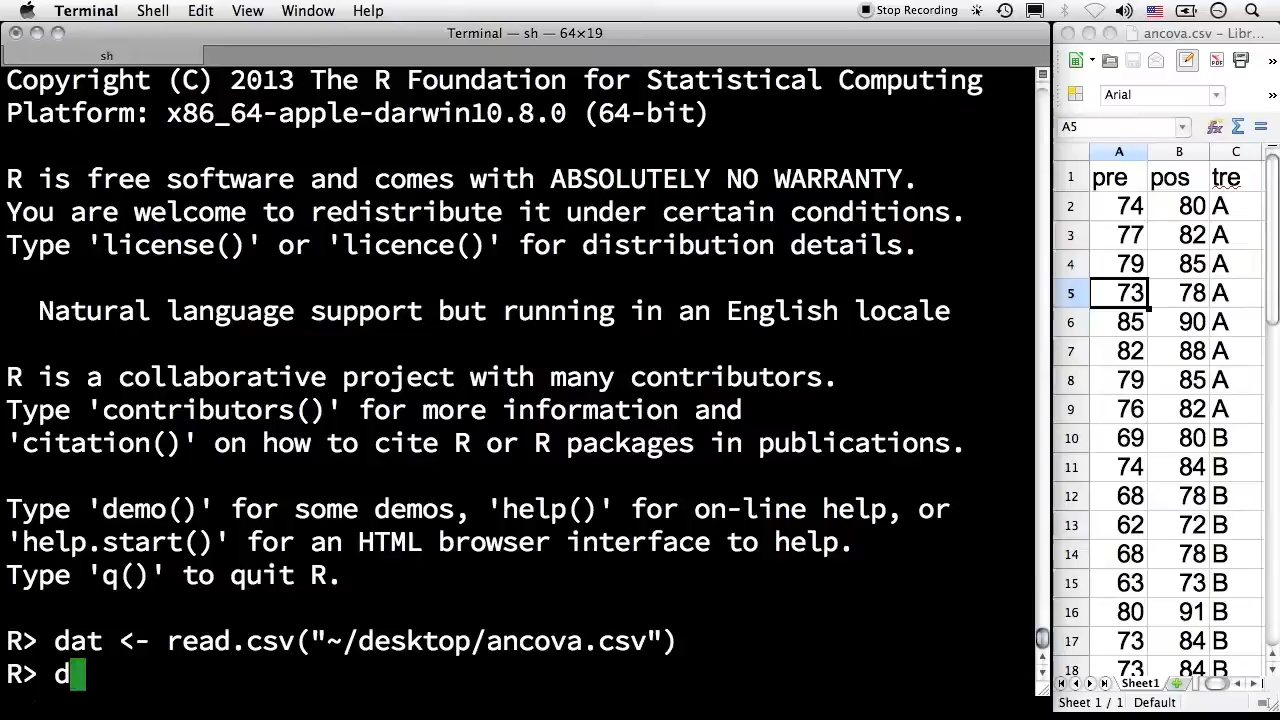 Terminal Shell Edit View Window Help Stop Recording
Terminal — sh — 64×19
sh
Copyright (C) 2013 The R Foundation for Statistical Computing
Platform: x86_64-apple-darwin10.8.0 (64-bit)
R is free software and comes with ABSOLUTELY NO WARRANTY.
You are welcome to redistribute it under certain conditions.
Type 'license()' or 'licence()' for distribution details.
Natural language support but running in an English locale
R is a collaborative project with many contributors.
Type 'contributors()' for more information and
'citation()' on how to cite R or R packages in publications.
Type 'demo()' for some demos, 'help()' for on-line help, or
'help.start()' for an HTML browser interface to help.
Type 'q()' to quit R.
R> dat <- read.csv("~/desktop/ancova.csv")
R> d
ancova.csv – Libr...
Arial
A5
A B C
1 pre pos tre
2 74 80 A
3 77 82 A
4 79 85 A
5 73 78 A
6 85 90 A
7 82 88 A
8 79 85 A
9 76 82 A
10 69 80 B
11 74 84 B
12 68 78 B
13 62 72 B
14 68 78 B
15 63 73 B
16 80 91 B
17 73 84 B
18 73 84 B
Sheet1
Sheet 1 / 1 Default